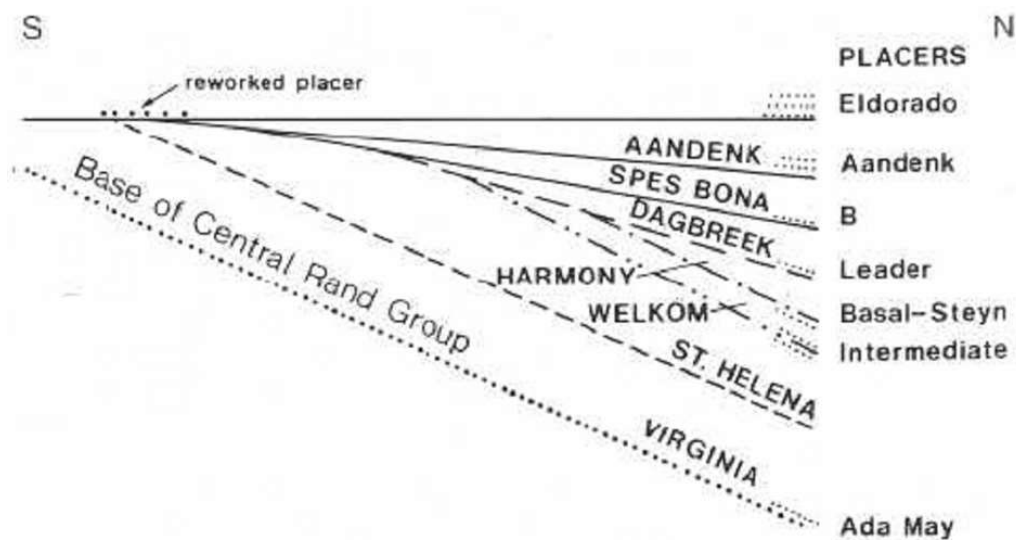 S
N
PLACERS
reworked placer
Eldorado
AANDENK
Aandenk
SPES BONA
B
DAGBREEK
Leader
HARMONY
Basal-Steyn
WELKOM
Intermediate
Base of Central Rand Group
ST. HELENA
VIRGINIA
Ada May